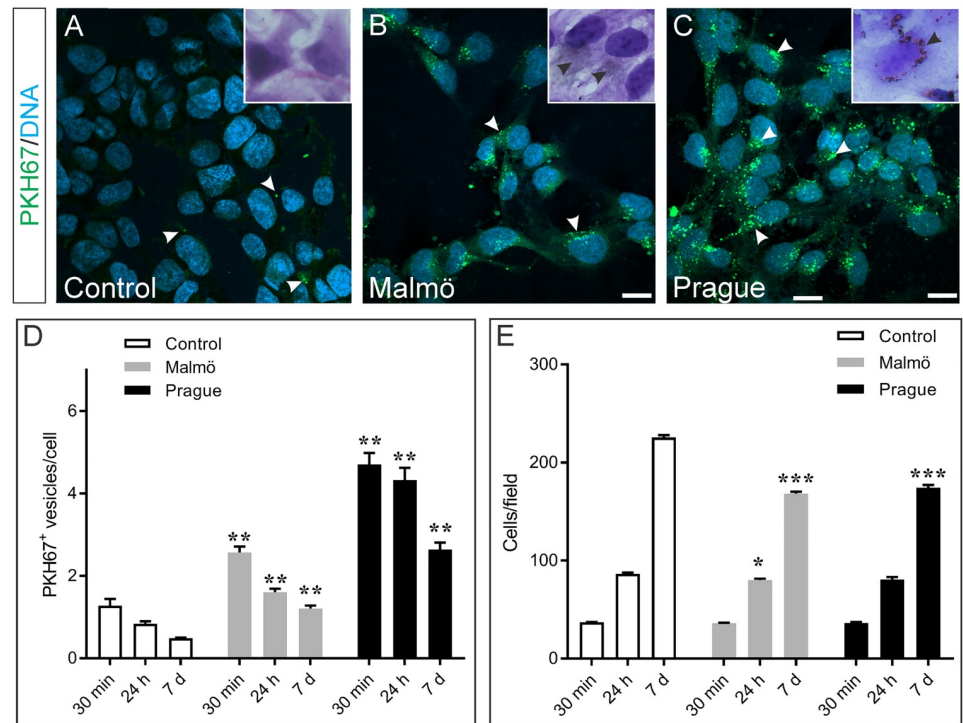 PKH67/DNA
A
Control
B
Malmö
C
Prague
D
Control
Malmö
Prague
PKH67+ vesicles/cell
6
4
2
0
** ** **
** ** **
30 min 24 h 7 d 30 min 24 h 7 d 30 min 24 h 7 d
E
Control
Malmö
Prague
Cells/field
300
200
100
0
* ***
***
30 min 24 h 7 d 30 min 24 h 7 d 30 min 24 h 7 d